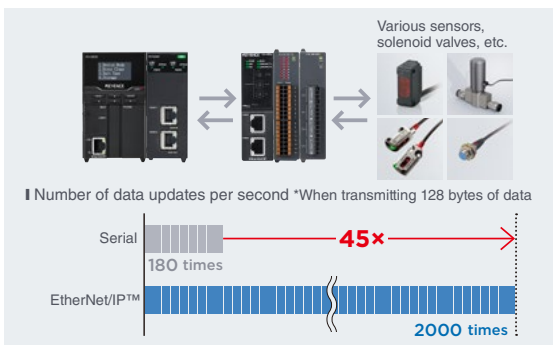 Various sensors,
solenoid valves, etc.
KEYENCE
Number of data updates per second *When transmitting 128 bytes of data
Serial
45×
180 times
EtherNet/IP™
2000 times